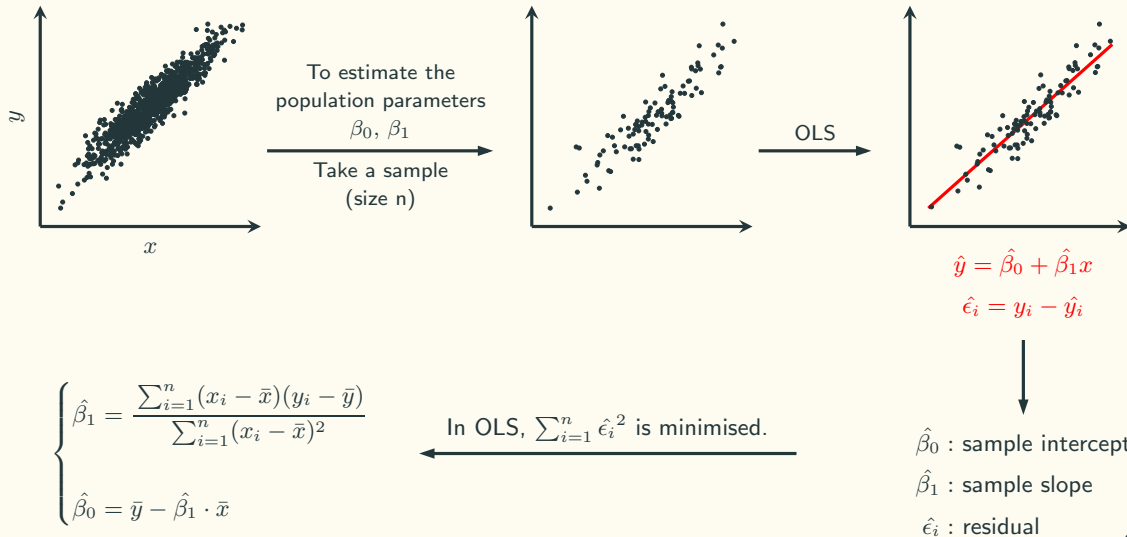 y
x
To estimate the
population parameters
β₀, β₁
Take a sample
(size n)
OLS
ŷ = β̂₀ + β̂₁x
ϵ̂ᵢ = yᵢ − ŷᵢ
β̂₀ : sample intercept
β̂₁ : sample slope
ϵ̂ᵢ : residual
In OLS, ∑ⁿᵢ₌₁ ϵ̂ᵢ² is minimised.
β̂₁ = ∑ⁿᵢ₌₁(xᵢ − x̄)(yᵢ − ȳ) / ∑ⁿᵢ₌₁(xᵢ − x̄)²
β̂₀ = ȳ − β̂₁ · x̄